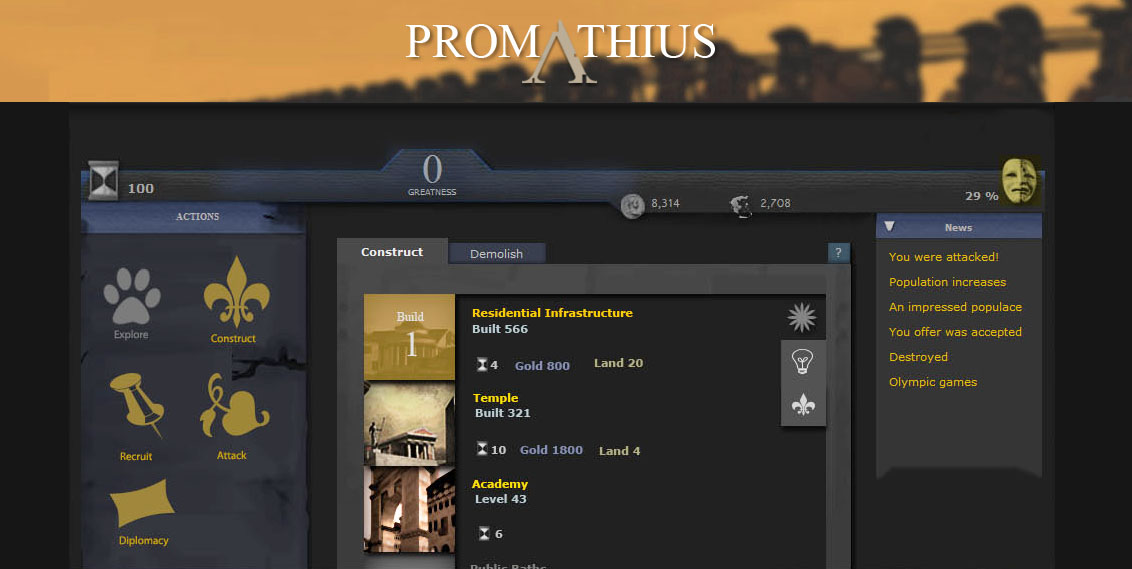 PROMATHIUS
100
0
GREATNESS
8,314
2,708
29 %
ACTIONS
Explore
Construct
Recruit
Attack
Diplomacy
Construct
Demolish
?
Build
1
Residential Infrastructure
Built 566
4 Gold 800 Land 20
Temple
Built 321
10 Gold 1800 Land 4
Academy
Level 43
6
Public Baths
News
You were attacked!
Population increases
An impressed populace
You offer was accepted
Destroyed
Olympic games